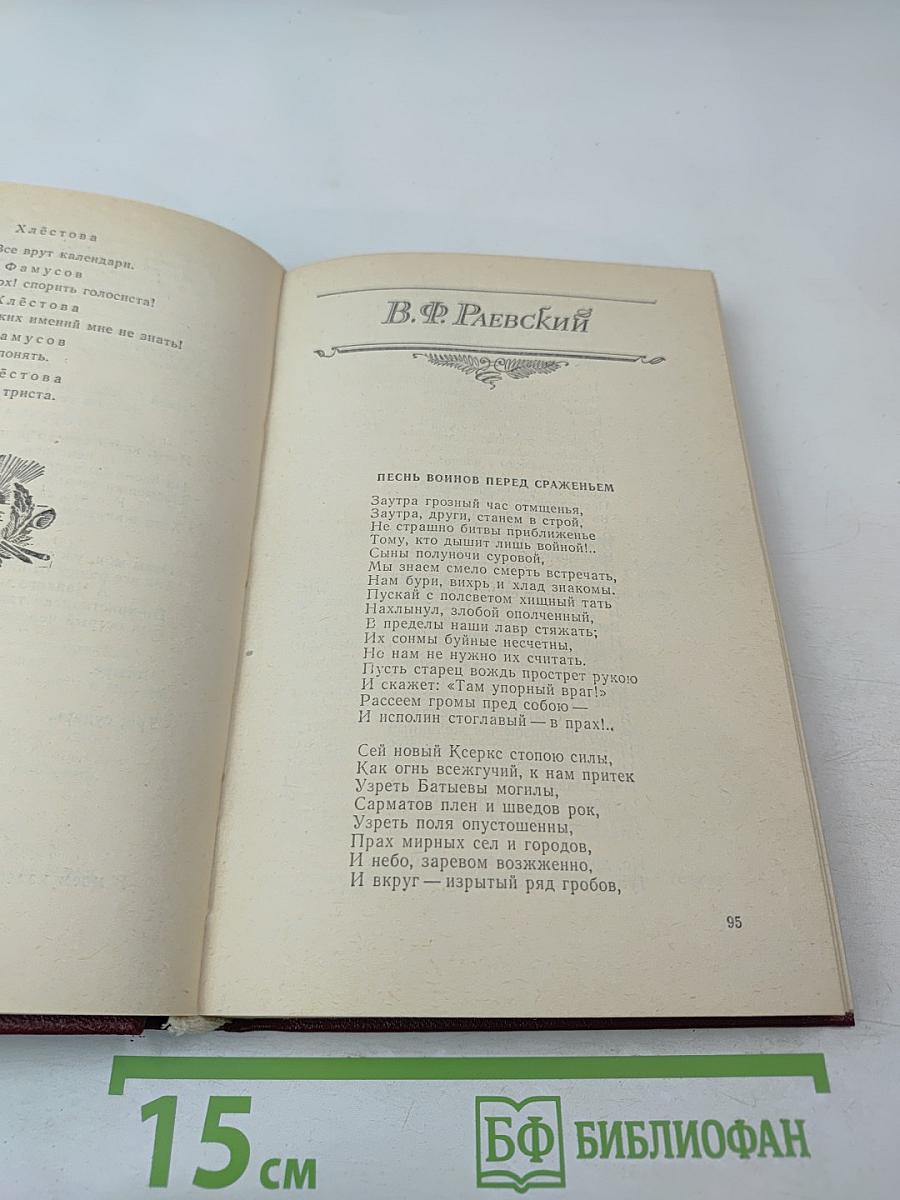 Хлёстова
Все врут календари.
Фамусов
ох! спорить голосиста!
Хлёстова
ких имений мне не знать!
амусов
понять.
ёстова
триста.
В. Ф. РАЕВСКИЙ
ПЕСНЬ ВОИНОВ ПЕРЕД СРАЖЕНЬЕМ
Заутра грозный час отмщенья,
Заутра, други, станем в строй,
Не страшно битвы приближенье
Тому, кто дышит лишь войной!..
Сыны полуночи суровой,
Мы знаем смело смерть встречать,
Нам бури, вихрь и хлад знакомы.
Пускай с полсветом хищный тать
Нахлынул, злобой ополченный,
В пределы наши лавр стяжать;
Их сонмы буйные несчетны,
Но нам не нужно их считать.
Пусть старец вождь прострет рукою
И скажет: «Там упорный враг!»
Рассеем громы пред собою —
И исполин стоглавый — в прах!..
Сей новый Ксеркс стопою силы,
Как огнь всежгучий, к нам притек
Узреть Батыевы могилы,
Сарматов плен и шведов рок,
Узреть поля опустошенны,
Прах мирных сел и городов,
И небо, заревом возжженно,
И вкруг — изрытый ряд гробов,
95
15 см
БФ БИБЛИОФАН